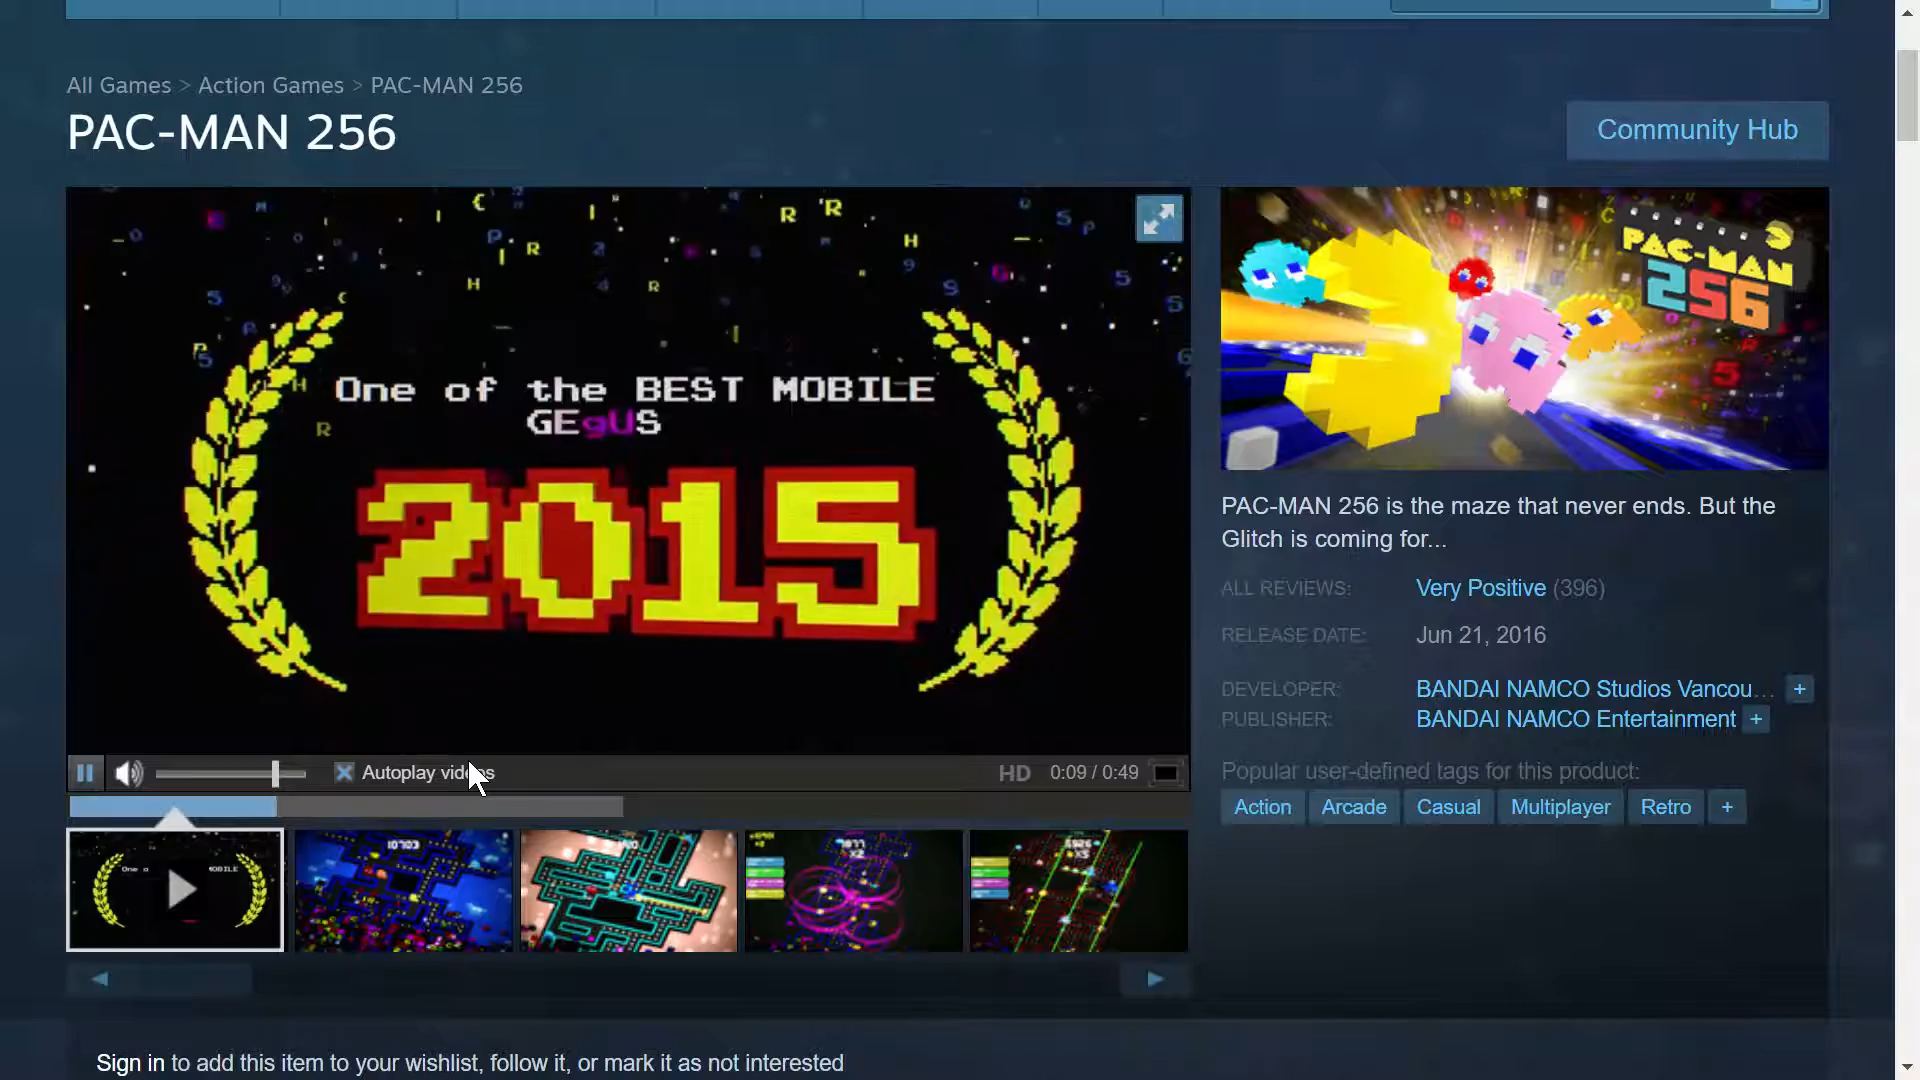 All Games > Action Games > PAC-MAN 256
PAC-MAN 256
Community Hub
One of the BEST MOBILE
GEgUS
2015
PAC-MAN
256
PAC-MAN 256 is the maze that never ends. But the
Glitch is coming for...
ALL REVIEWS: Very Positive (396)
RELEASE DATE: Jun 21, 2016
DEVELOPER: BANDAI NAMCO Studios Vancou... +
PUBLISHER: BANDAI NAMCO Entertainment +
Autoplay videos
HD 0:09 / 0:49
Popular user-defined tags for this product:
Action Arcade Casual Multiplayer Retro +
One o MOBILE
10703
Sign in to add this item to your wishlist, follow it, or mark it as not interested